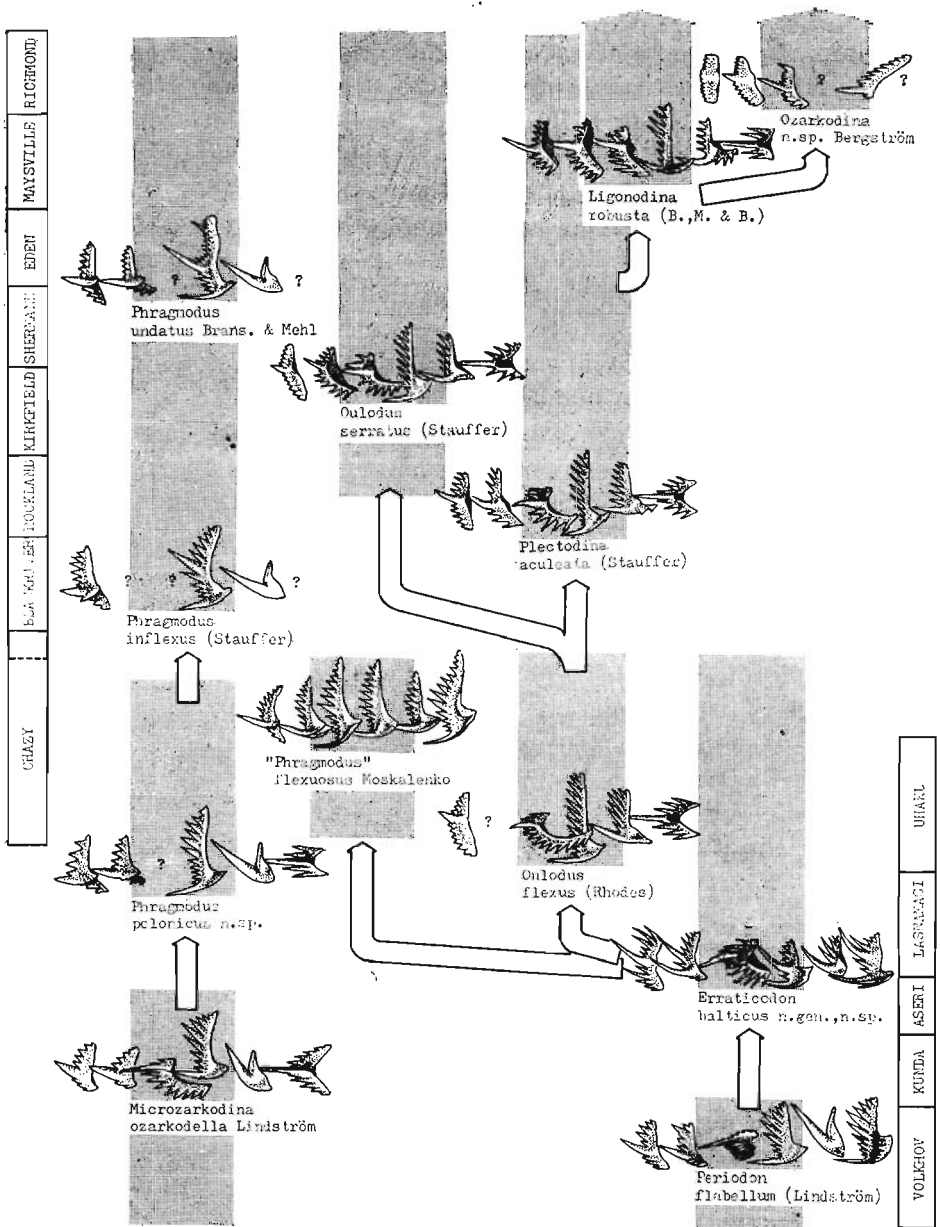 RICHMOND
MAYSVILLE
EDEN
SHERMAN
KIRKFIELD
ROCKLAND
CHAZY
? ?
Ozarkodina
n.sp. Bergström
Ligonodina
robusta (B.,M. & B.)
? ?
Phragmodus
undatus Brans. & Mehl
Oulodus
serratus (Stauffer)
Plectodina
aculeata (Stauffer)
? ? ?
Phragmodus
inflexus (Stauffer)
"Phragmodus"
flexuosus Moskalenko
?
Oulodus
flexus (Rhodes)
?
Phragmodus
polonicus n.sp.
Erraticodon
balticus n.gen.,n.sp.
Microzarkodina
ozarkodella Lindström
Periodon
flabellum (Lindström)
ASERI
KUNDA
VOLKHOV